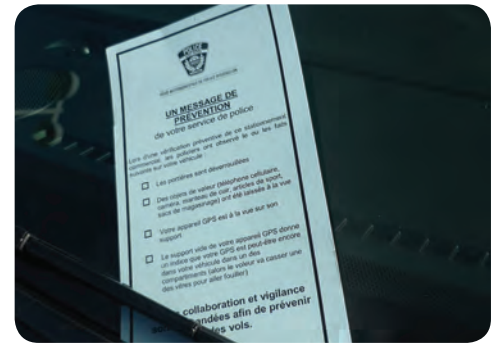 POLICE
UN MESSAGE DE
PRÉVENTION
de votre service de police
Lors d'une vérification préventive de ce stationnement
commercial, les policiers ont observé le ou les faits
suivants sur votre véhicule :
Les portières sont déverrouillées
Des objets de valeur (téléphone cellulaire,
caméra, manteau de cuir, articles de sport,
sacs de magasinage) ont été laissés à la vue
Votre appareil GPS est à la vue sur son
support
Le support vide de votre appareil GPS donne
un indice que votre GPS est peut-être encore
dans votre véhicule dans un des
compartiments (alors le voleur va casser une
des vitres pour aller fouiller)
collaboration et vigilance
afin de prévenir
des vols.